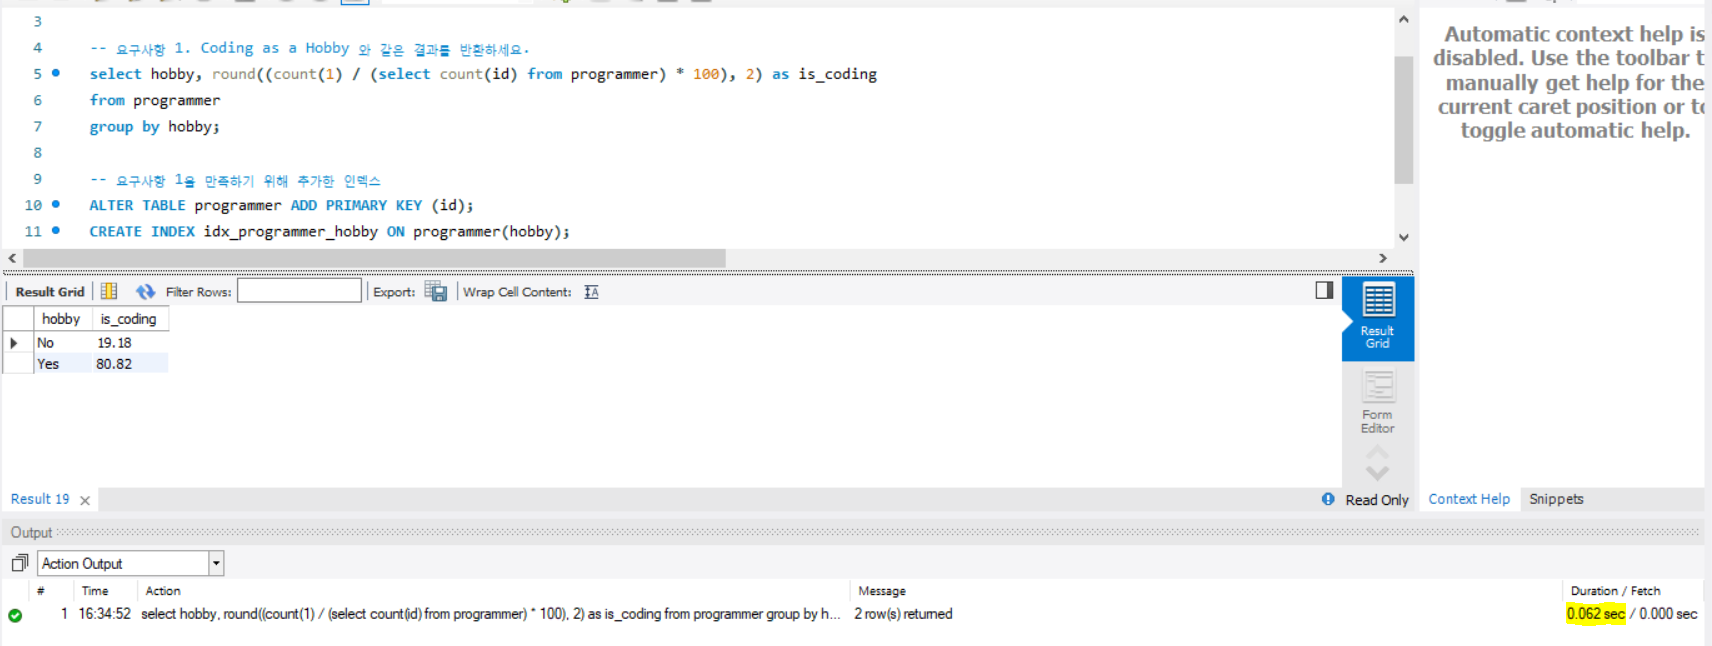 3
4 -- 요구사항 1. Coding as a Hobby 와 같은 결과를 반환하세요.
5 select hobby, round((count(1) / (select count(id) from programmer) * 100), 2) as is_coding
6 from programmer
7 group by hobby;
8
9 -- 요구사항 1을 만족하기 위해 추가한 인덱스
10 ALTER TABLE programmer ADD PRIMARY KEY (id);
11 CREATE INDEX idx_programmer_hobby ON programmer(hobby);
Automatic context help is
disabled. Use the toolbar t
manually get help for the
current caret position or to
toggle automatic help.
Result Grid Filter Rows: Export: Wrap Cell Content: IA
hobby is_coding
No 19.18
Yes 80.82
Result
Grid
Form
Editor
Result 19 Read Only Context Help Snippets
Output
Action Output
# Time Action Message Duration / Fetch
1 16:34:52 select hobby, round((count(1) / (select count(id) from programmer) * 100), 2) as is_coding from programmer group by h... 2 row(s) returned 0.062 sec / 0.000 sec